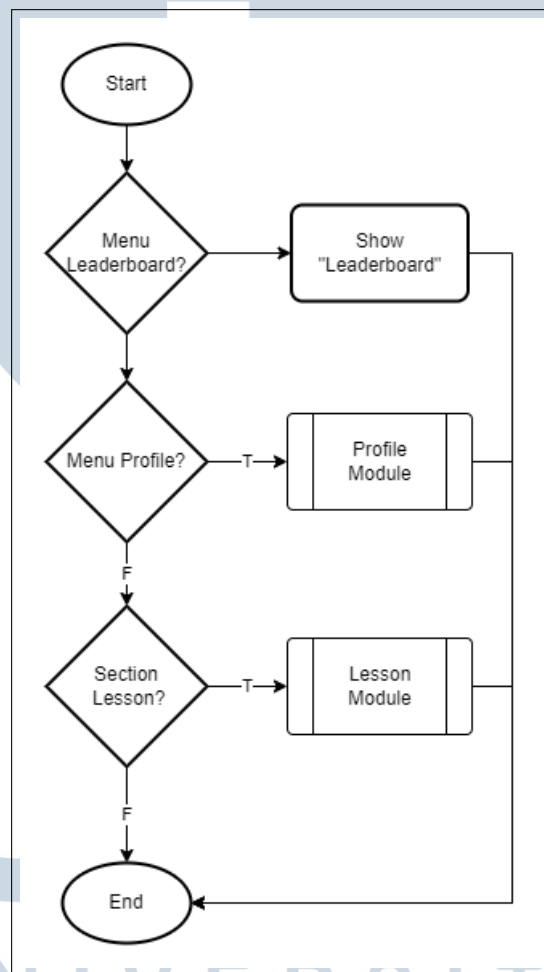 Start
Menu
Leaderboard?
Show
"Leaderboard"
Menu Profile?
T
Profile
Module
F
Section
Lesson?
T
Lesson
Module
F
End